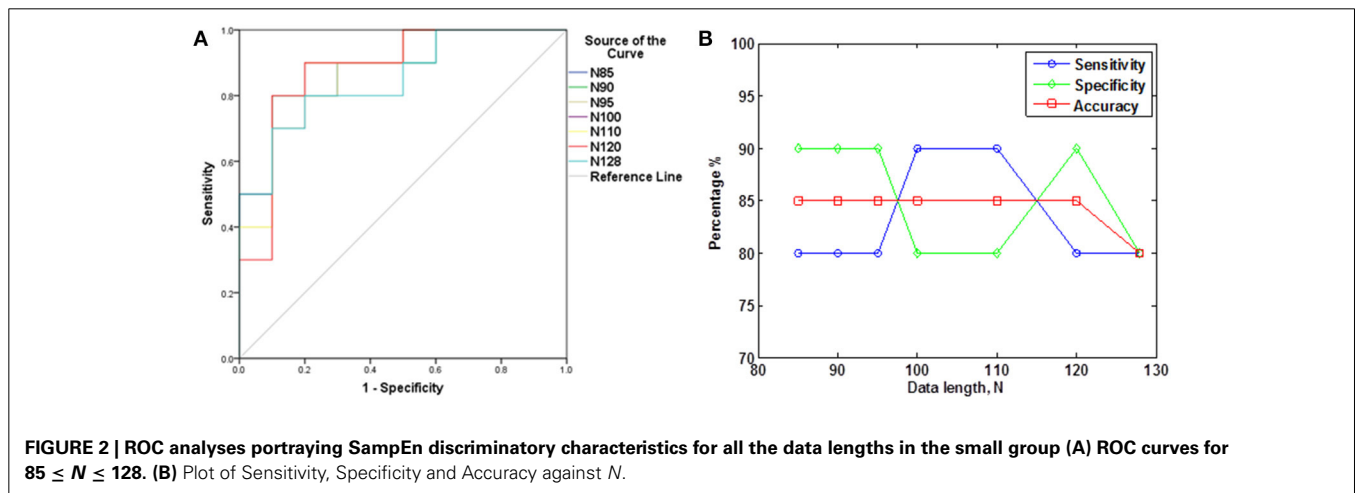 A
1.0
0.8
0.6
0.4
0.2
0.0
0.0 0.2 0.4 0.6 0.8 1.0
Sensitivity
1 - Specificity
Source of the
Curve
N85
N90
N95
N100
N110
N120
N128
Reference Line
B
100
95
90
85
80
75
70
80 90 100 110 120 130
Percentage %
Data length, N
Sensitivity
Specificity
Accuracy
FIGURE 2 | ROC analyses portraying SampEn discriminatory characteristics for all the data lengths in the small group (A) ROC curves for
85 ≤ N ≤ 128. (B) Plot of Sensitivity, Specificity and Accuracy against N.